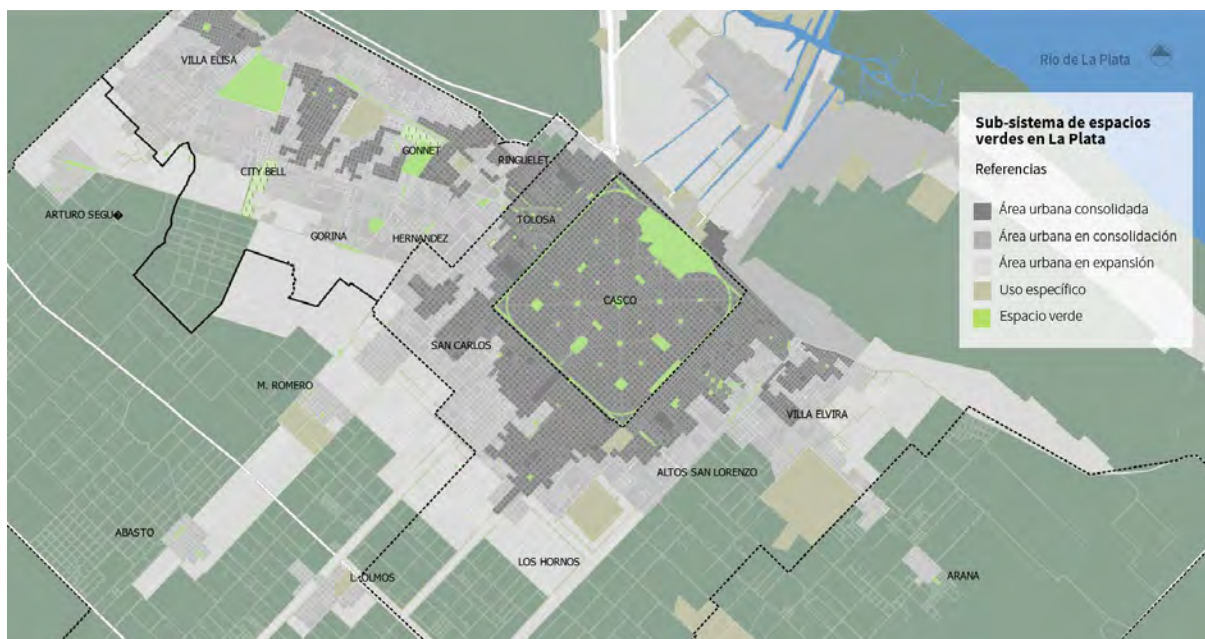 VILLA ELISA
Río de La Plata
Sub-sistema de espacios
verdes en La Plata
Referencias
Área urbana consolidada
Área urbana en consolidación
Área urbana en expansión
Uso específico
Espacio verde
GONNET
RINGUELET
CITY BELL
ARTURO SEGU�
TOLOSA
GORINA
HERNANDEZ
CASCO
SAN CARLOS
M. ROMERO
VILLA ELVIRA
ALTOS SAN LORENZO
ABASTO
LOS HORNOS
L. OLMOS
ARANA